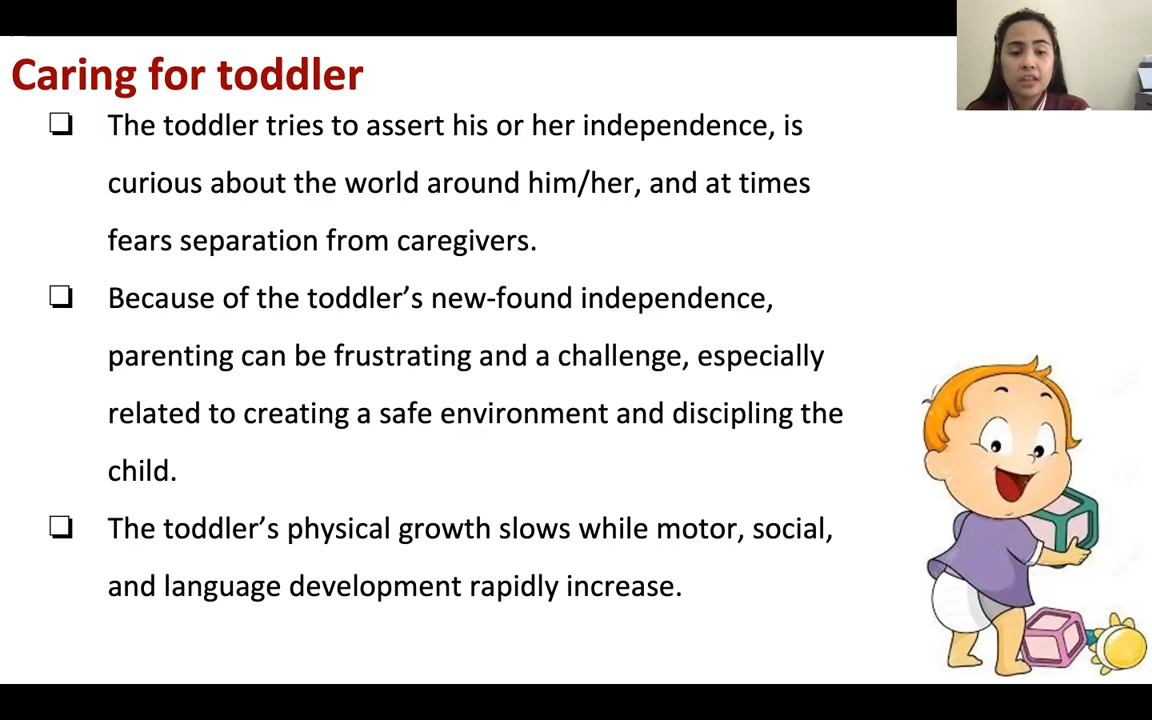 Caring for toddler
❑ The toddler tries to assert his or her independence, is
curious about the world around him/her, and at times
fears separation from caregivers.
❑ Because of the toddler’s new-found independence,
parenting can be frustrating and a challenge, especially
related to creating a safe environment and discipling the
child.
❑ The toddler’s physical growth slows while motor, social,
and language development rapidly increase.